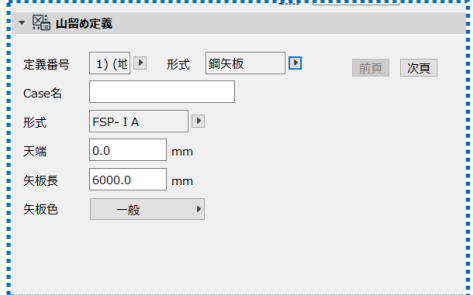 山留め定義
定義番号 1) (地 形式 鋼矢板 前頁 次頁
Case名
形式 FSP-ⅠA
天端 0.0 mm
矢板長 6000.0 mm
矢板色 一般